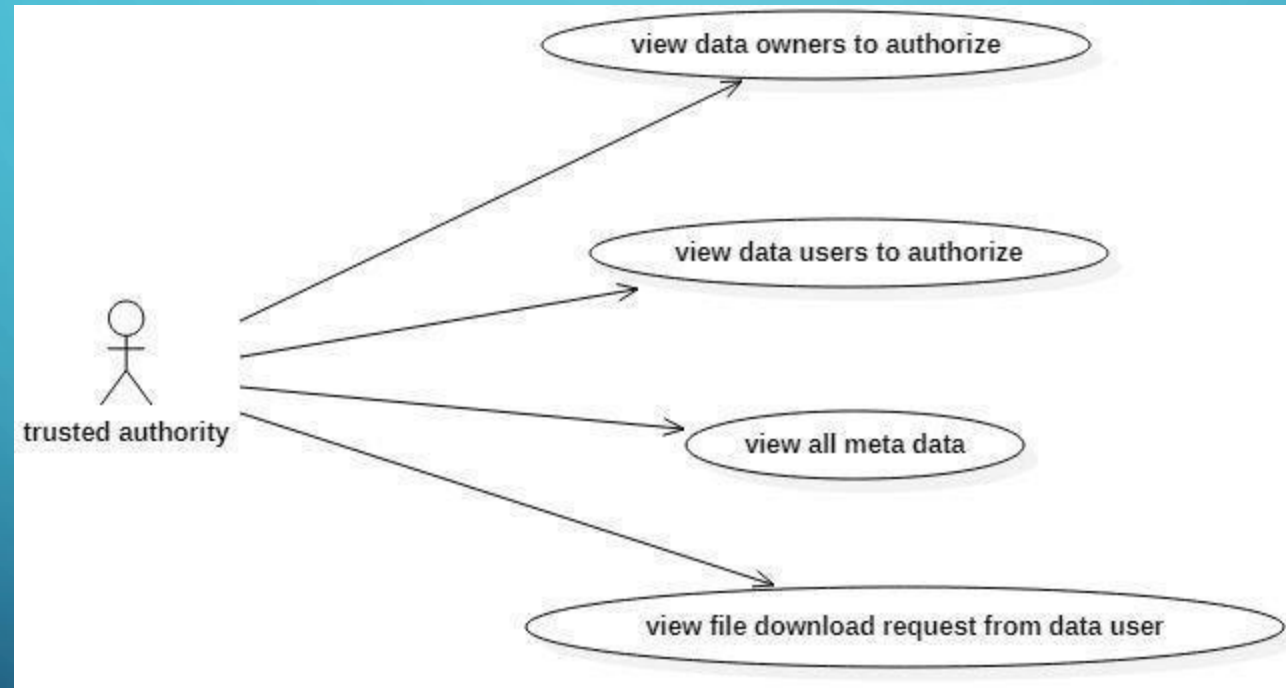 view data owners to authorize
view data users to authorize
trusted authority
view all meta data
view file download request from data user